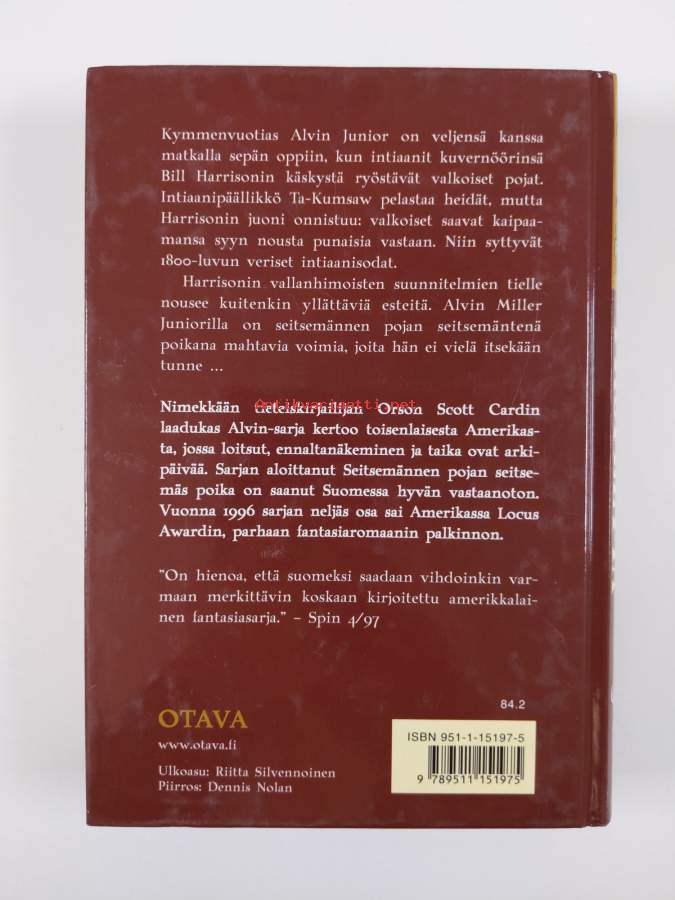 Kymmenvuotias Alvin Junior on veljensä kanssa
matkalla sepän oppiin, kun intiaanit kuvernöörinsä
Bill Harrisonin käskystä ryöstävät valkoiset pojat.
Intiaanipäällikkö Ta-Kumsaw pelastaa heidät, mutta
Harrisonin juoni onnistuu: valkoiset saavat kaipaa-
mansa syyn nousta punaisia vastaan. Niin syttyvät
1800-luvun veriset intiaanisodat.
Harrisonin vallanhimoisten suunnitelmien tielle
nousee kuitenkin yllättäviä esteitä. Alvin Miller
Juniorilla on seitsemännen pojan seitsemäntenä
poikana mahtavia voimia, joita hän ei vielä itsekään
tunne ...
Antikvariaatti.net
Nimekkään tieteiskirjailijan Orson Scott Cardin
laadukas Alvin-sarja kertoo toisenlaisesta Amerikas-
ta, jossa loitsut, ennaltanäkeminen ja taika ovat arki-
päivää. Sarjan aloittanut Seitsemännen pojan seitse-
mäs poika on saanut Suomessa hyvän vastaanoton.
Vuonna 1996 sarjan neljäs osa sai Amerikassa Locus
Awardin, parhaan fantasiaromaanin palkinnon.
"On hienoa, että suomeksi saadaan vihdoinkin var-
maan merkittävin koskaan kirjoitettu amerikkalai-
nen fantasiasarja." – Spin 4/97
84.2
OTAVA
www.otava.fi
Ulkoasu: Riitta Silvennoinen
Piirros: Dennis Nolan
ISBN 951-1-15197-5
9 789511 151975